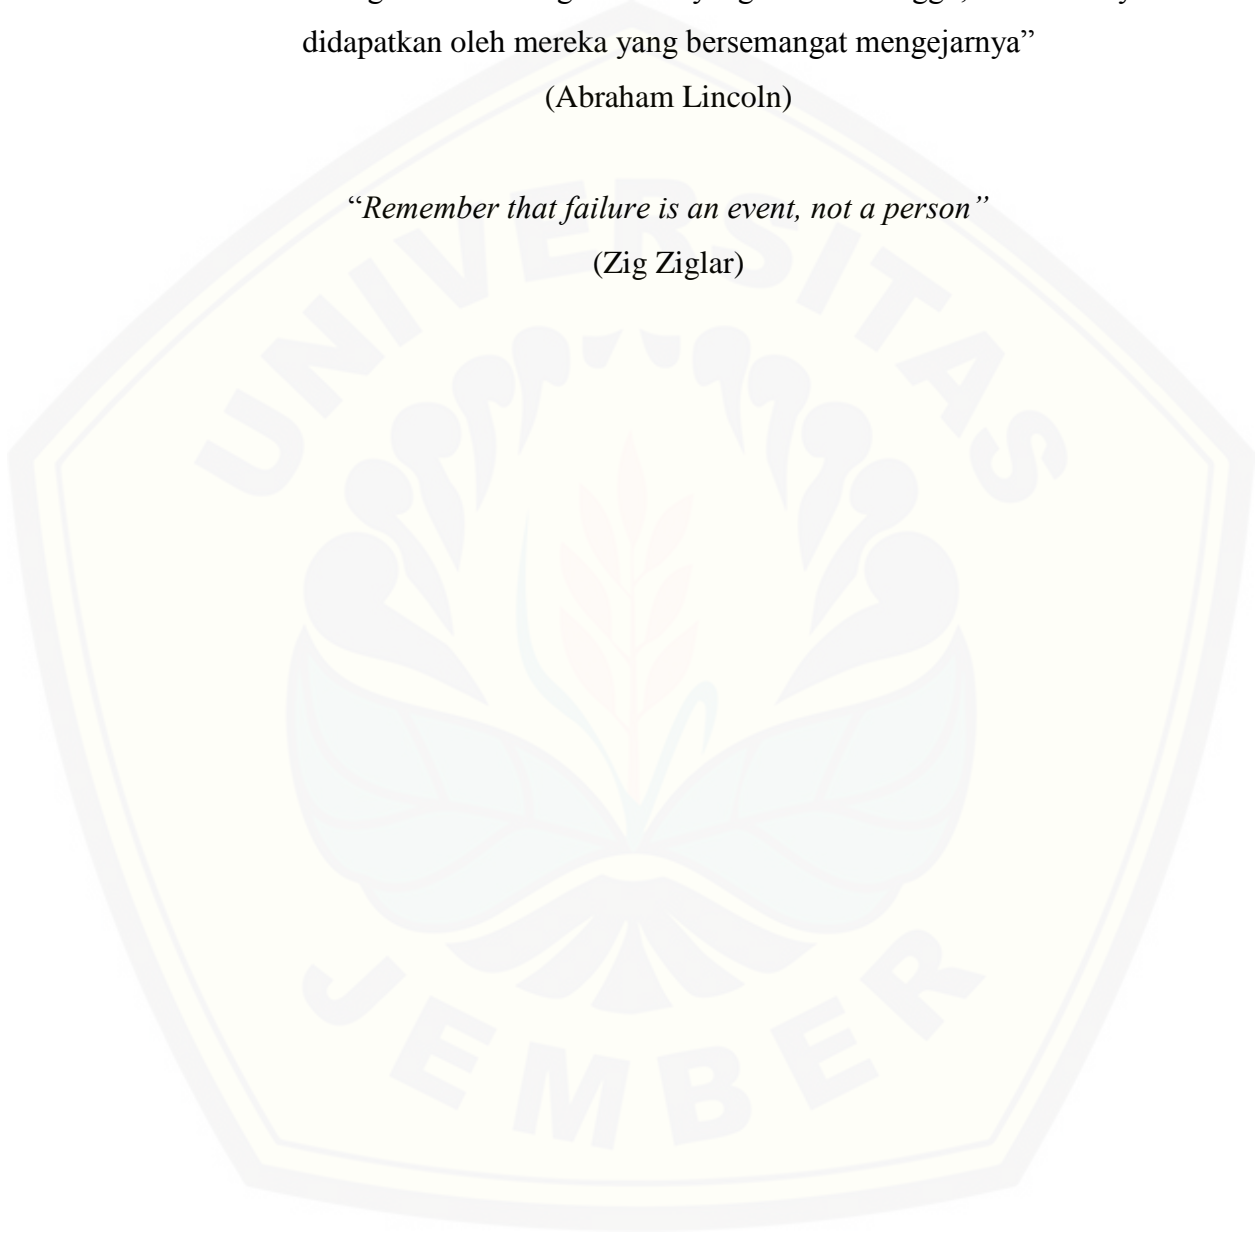 didapatkan oleh mereka yang bersemangat mengejarnya”
(Abraham Lincoln)
“Remember that failure is an event, not a person”
(Zig Ziglar)
UNIVERSITAS
JEMBER